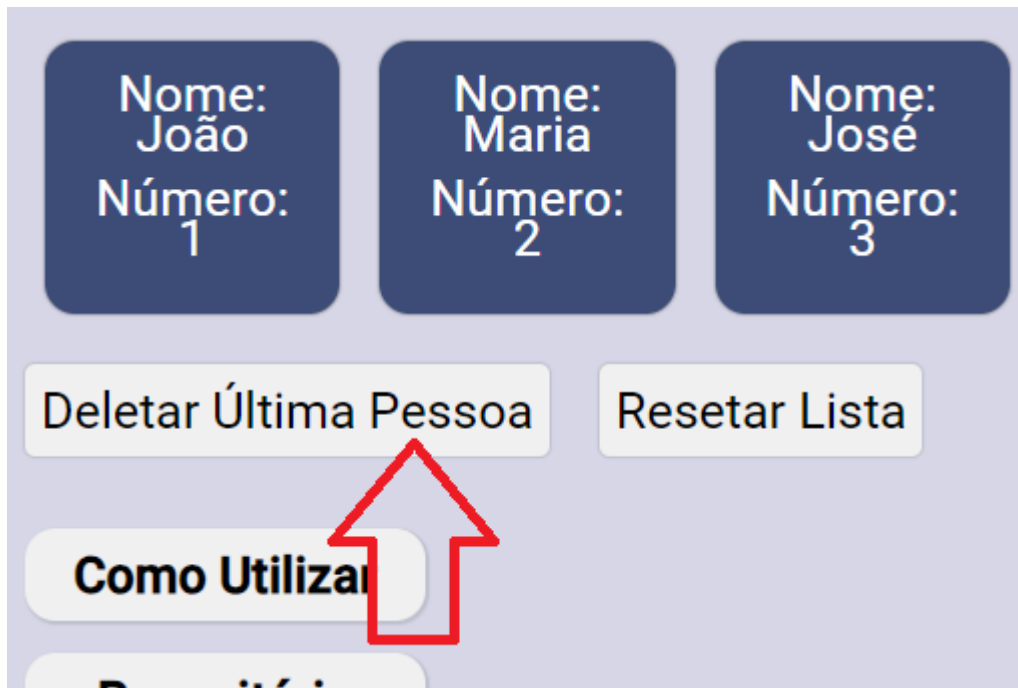 Nome:
João
Número:
1
Nome:
Maria
Número:
2
Nome:
José
Número:
3
Deletar Última Pessoa
Resetar Lista
Como Utilizar